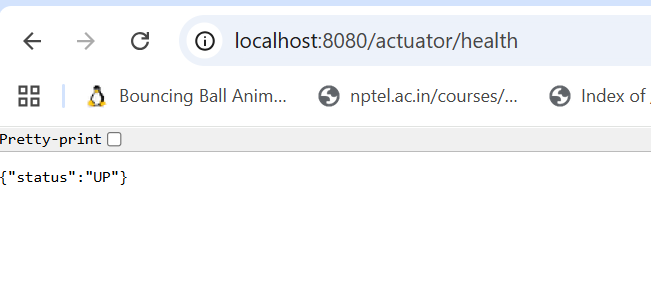 localhost:8080/actuator/health
Bouncing Ball Anim... nptel.ac.in/courses/... Index of
Pretty-print
{"status":"UP"}